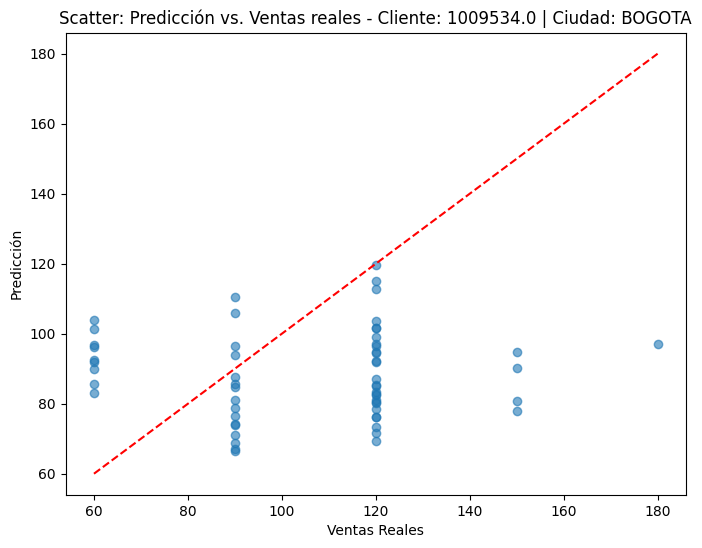 Scatter: Predicción vs. Ventas reales - Cliente: 1009534.0 | Ciudad: BOGOTA
180
160
140
120
100
80
60
Predicción
60 80 100 120 140 160 180
Ventas Reales